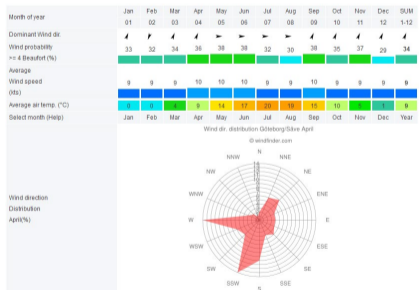 Month of year
Jan Feb Mar Apr May Jun Jul Aug Sep Oct Nov Dec SUM
01 02 03 04 05 06 07 08 09 10 11 12 1-12
Dominant Wind dir.
Wind probability
>= 4 Beaufort (%)
33 32 34 36 38 38 32 30 38 35 37 29 34
Average
Wind speed
(kts)
9 9 9 10 10 10 9 9 10 9 9 9 9
Average air temp. (°C)
0 0 4 9 14 17 20 18 15 10 5 1 9
Select month (Help)
Jan Feb Mar Apr May Jun Jul Aug Sep Oct Nov Dec Year
Wind dir. distribution Göteborg/Säve April
© windfinder.com
Wind direction
Distribution
April(%)
N
NNE
NE
ENE
E
ESE
SE
SSE
S
SSW
SW
WSW
W
WNW
NW
NNW